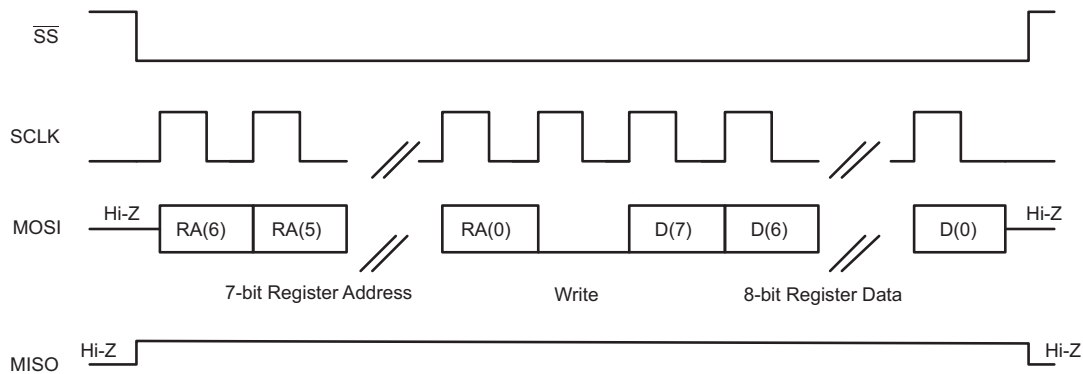 SS
SCLK
Hi-Z
Hi-Z
MOSI
RA(6)
RA(5)
RA(0)
D(7)
D(6)
D(0)
7-bit Register Address
Write
8-bit Register Data
Hi-Z
Hi-Z
MISO